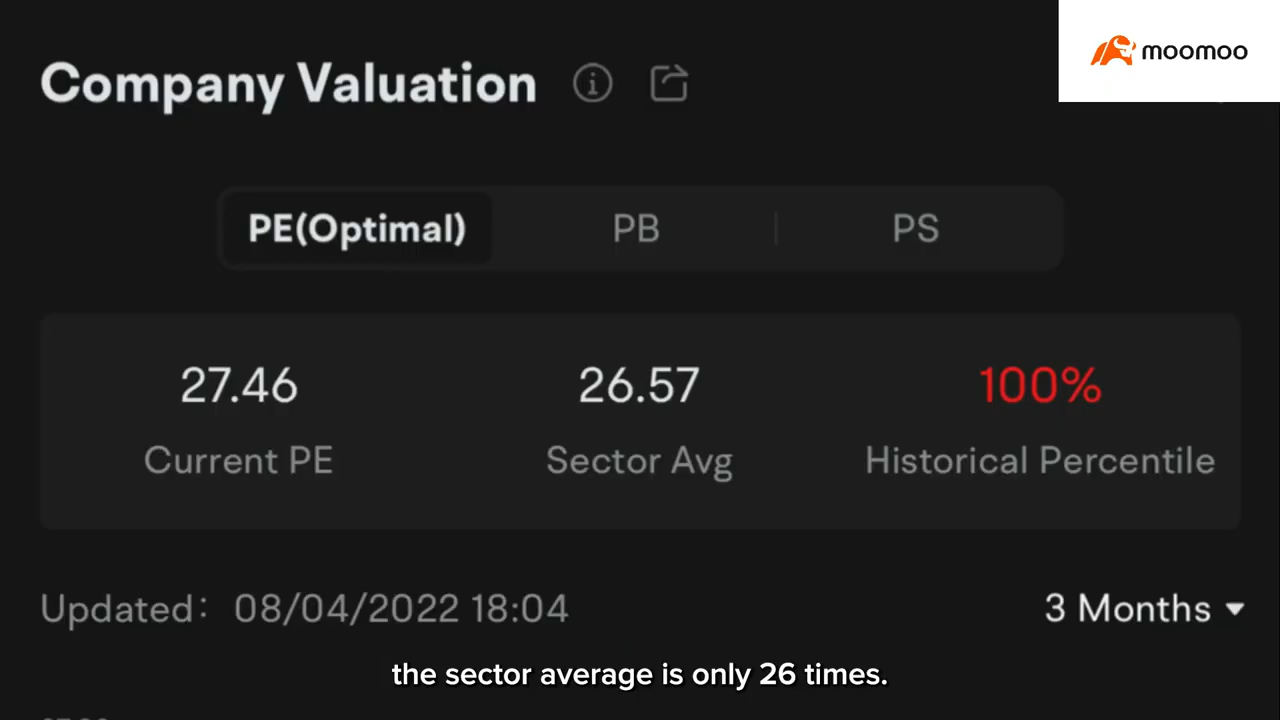 Company Valuation
moomoo
PE(Optimal) PB PS
27.46 26.57 100%
Current PE Sector Avg Historical Percentile
Updated: 08/04/2022 18:04 3 Months
the sector average is only 26 times.